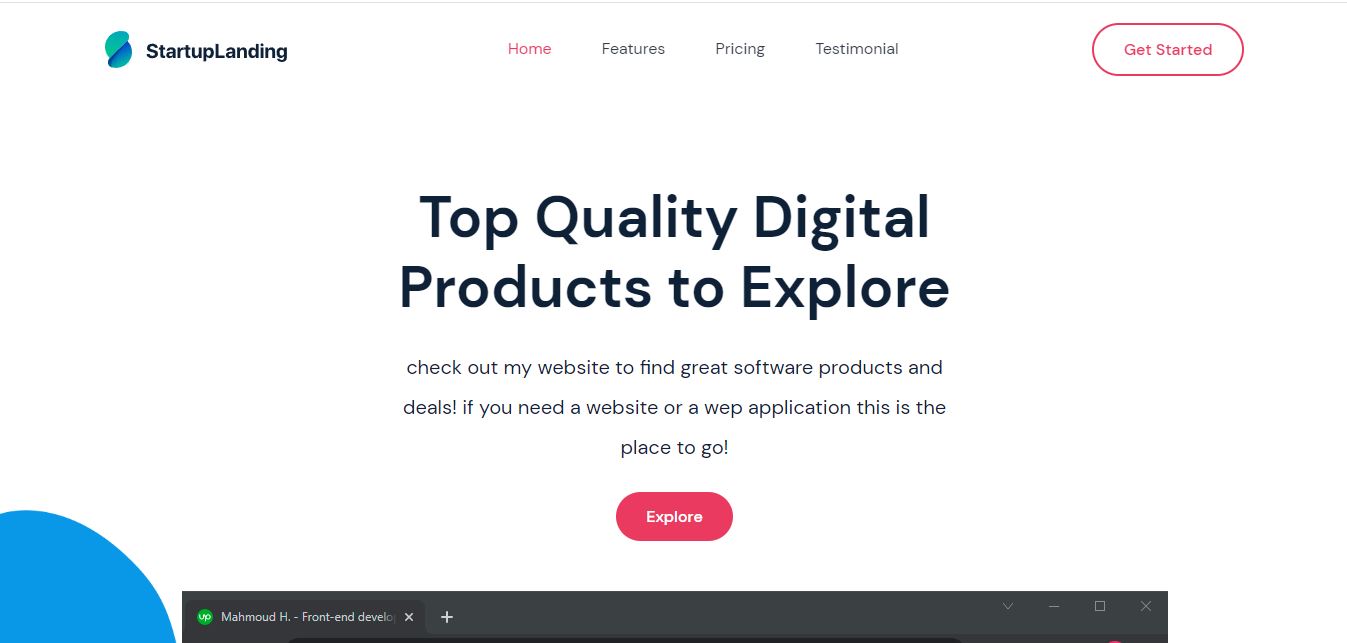 StartupLanding
Home Features Pricing Testimonial
Get Started
Top Quality Digital
Products to Explore
check out my website to find great software products and
deals! if you need a website or a wep application this is the
place to go!
Explore
up Mahmoud H. - Front-end develo